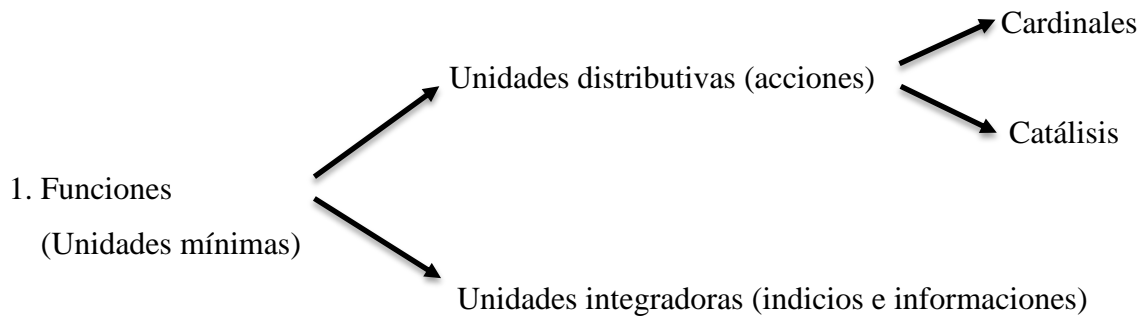 Cardinales
Unidades distributivas (acciones)
Catálisis
1. Funciones
(Unidades mínimas)
Unidades integradoras (indicios e informaciones)